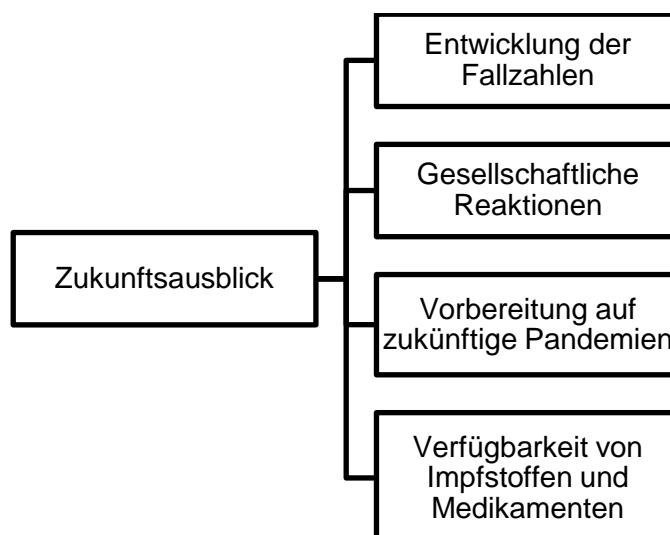 Entwicklung der
Fallzahlen
Gesellschaftliche
Reaktionen
Zukunftsausblick
Vorbereitung auf
zukünftige Pandemien
Verfügbarkeit von
Impfstoffen und
Medikamenten